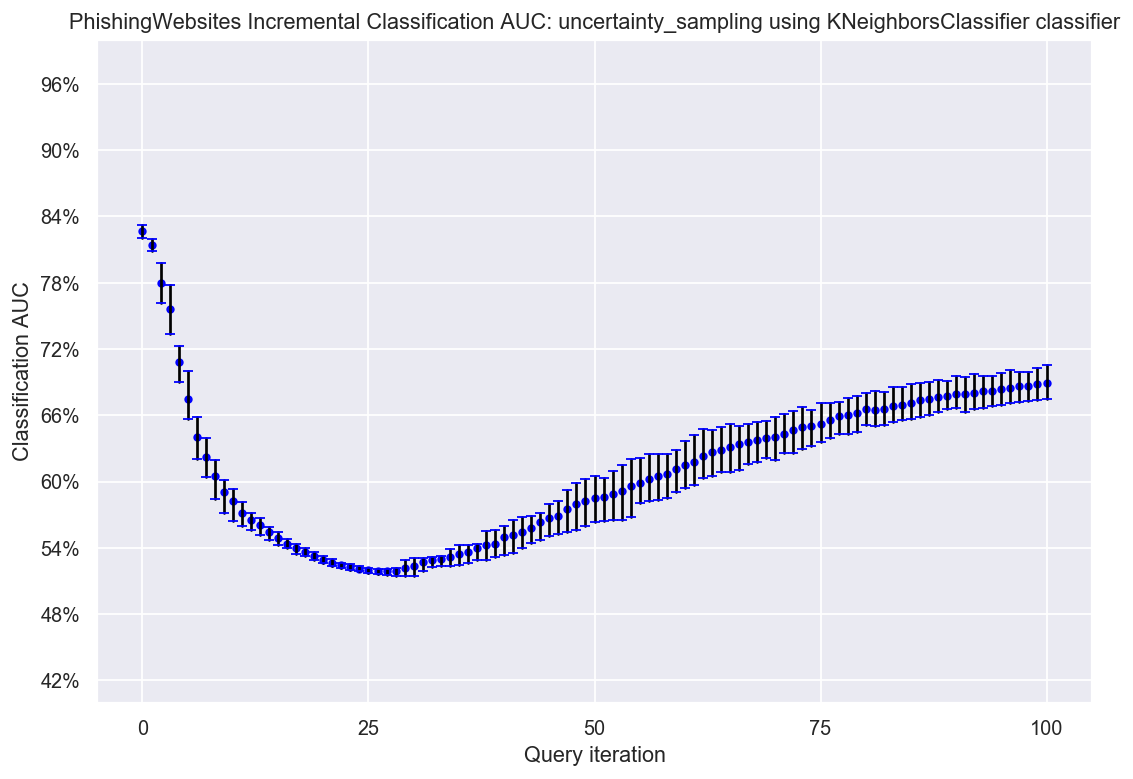 PhishingWebsites Incremental Classification AUC: uncertainty_sampling using KNeighborsClassifier classifier
96%
90%
84%
78%
72%
66%
60%
54%
48%
42%
Classification AUC
0 25 50 75 100
Query iteration